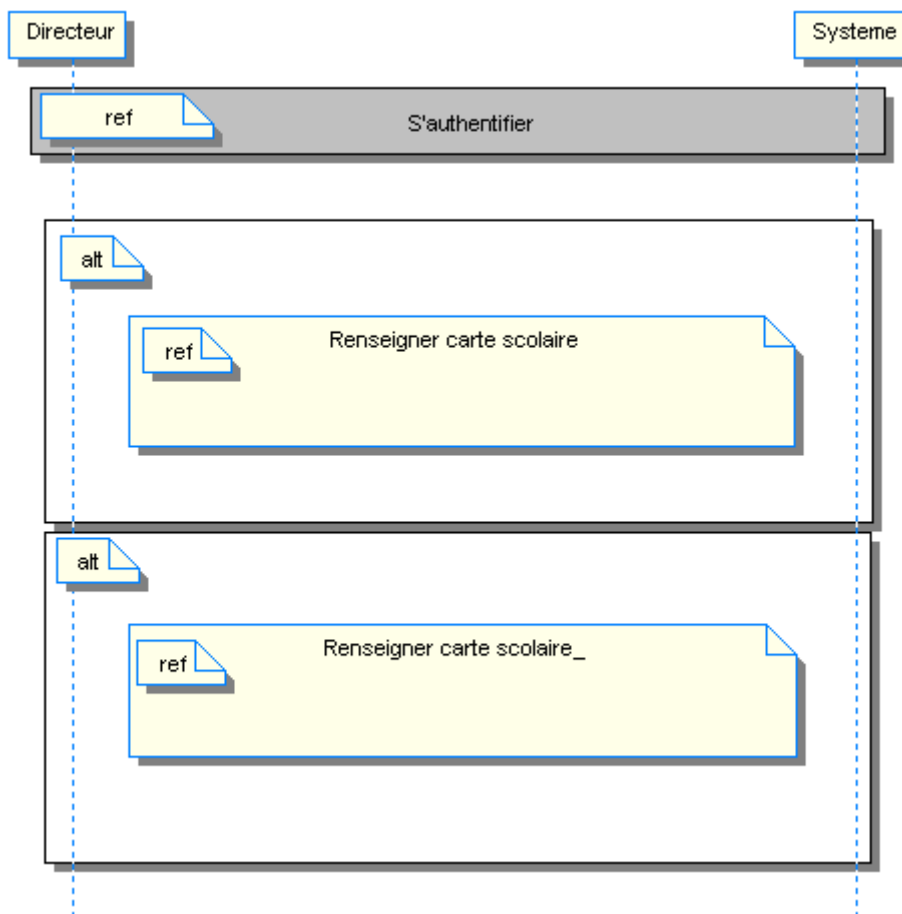 Directeur
Systeme
ref
S'authentifier
alt
ref
Renseigner carte scolaire
alt
ref
Renseigner carte scolaire_